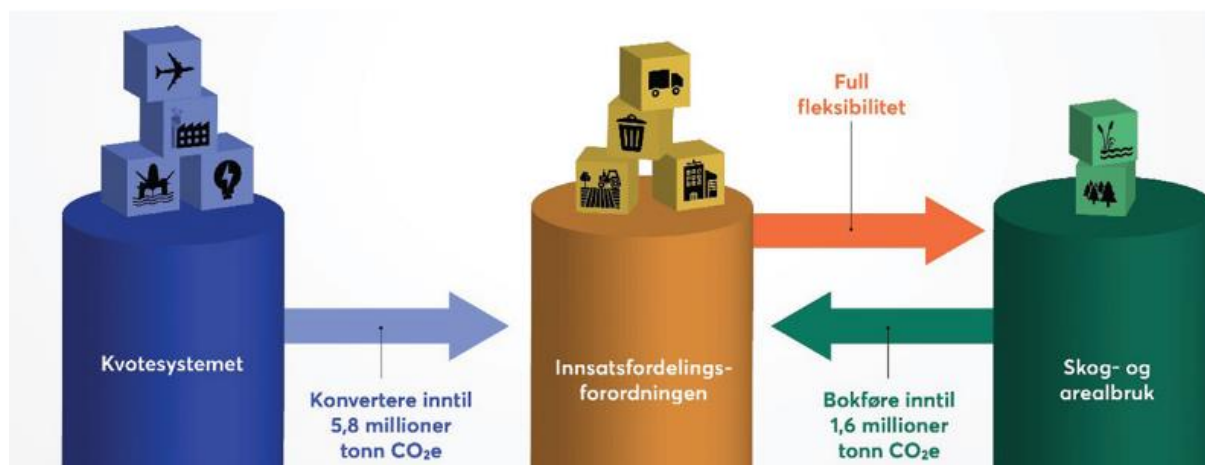 Full
fleksibilitet
Kvotesystemet
Konvertere inntil
5,8 millioner
tonn CO₂e
Innsatsfordelings-
forordningen
Bokføre inntil
1,6 millioner
tonn CO₂e
Skog- og
arealbruk